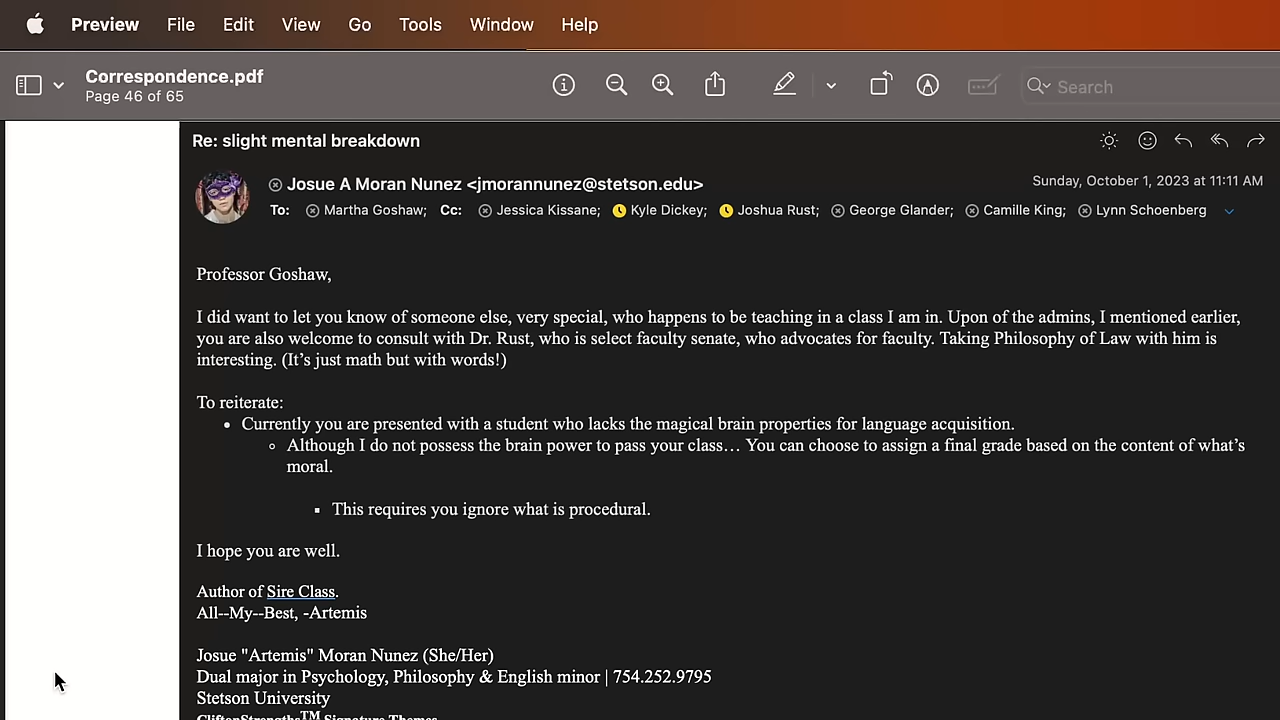 Preview File Edit View Go Tools Window Help
Correspondence.pdf
Page 46 of 65
Search
Re: slight mental breakdown
Josue A Moran Nunez <jmorannunez@stetson.edu>
Sunday, October 1, 2023 at 11:11 AM
To: Martha Goshaw; Cc: Jessica Kissane; Kyle Dickey; Joshua Rust; George Glander; Camille King; Lynn Schoenberg
Professor Goshaw,
I did want to let you know of someone else, very special, who happens to be teaching in a class I am in. Upon of the admins, I mentioned earlier,
you are also welcome to consult with Dr. Rust, who is select faculty senate, who advocates for faculty. Taking Philosophy of Law with him is
interesting. (It’s just math but with words!)
To reiterate:
• Currently you are presented with a student who lacks the magical brain properties for language acquisition.
○ Although I do not possess the brain power to pass your class… You can choose to assign a final grade based on the content of what’s
moral.
▪ This requires you ignore what is procedural.
I hope you are well.
Author of Sire Class.
All--My--Best, -Artemis
Josue "Artemis" Moran Nunez (She/Her)
Dual major in Psychology, Philosophy & English minor | 754.252.9795
Stetson University
CliftonStrengths™ Signature Themes